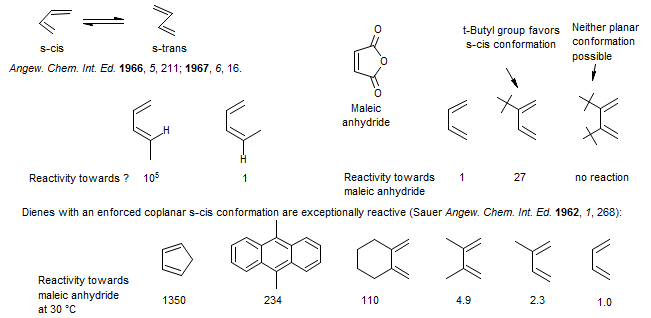 s-cis
s-trans
Angew. Chem. Int. Ed. 1966, 5, 211; 1967, 6, 16.
O
O
O
Maleic
anhydride
t-Butyl group favors
s-cis conformation
Neither planar
conformation
possible
H
H
Reactivity towards ?
10⁵
1
Reactivity towards
maleic anhydride
1
27
no reaction
Dienes with an enforced coplanar s-cis conformation are exceptionally reactive (Sauer Angew. Chem. Int. Ed. 1962, 1, 268):
Reactivity towards
maleic anhydride
at 30 °C
1350
234
110
4.9
2.3
1.0